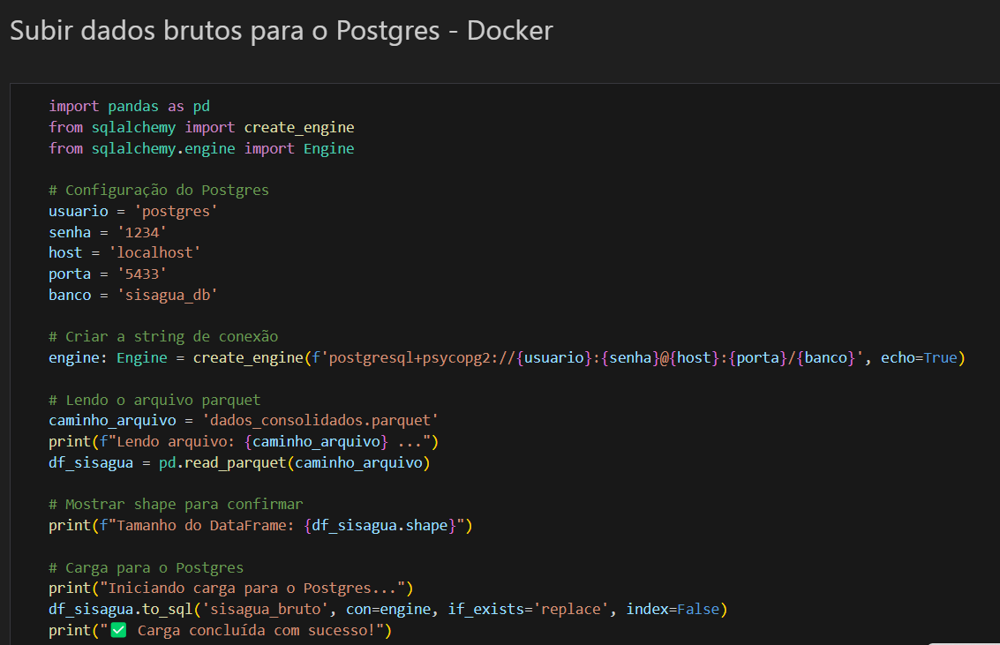 Subir dados brutos para o Postgres - Docker
import pandas as pd
from sqlalchemy import create_engine
from sqlalchemy.engine import Engine
# Configuração do Postgres
usuario = 'postgres'
senha = '1234'
host = 'localhost'
porta = '5433'
banco = 'sisagua_db'
# Criar a string de conexão
engine: Engine = create_engine(f'postgresql+psycopg2://{usuario}:{senha}@{host}:{porta}/{banco}', echo=True)
# Lendo o arquivo parquet
caminho_arquivo = 'dados_consolidados.parquet'
print(f"Lendo arquivo: {caminho_arquivo} ...")
df_sisagua = pd.read_parquet(caminho_arquivo)
# Mostrar shape para confirmar
print(f"Tamanho do DataFrame: {df_sisagua.shape}")
# Carga para o Postgres
print("Iniciando carga para o Postgres...")
df_sisagua.to_sql('sisagua_bruto', con=engine, if_exists='replace', index=False)
print("✅ Carga concluída com sucesso!")